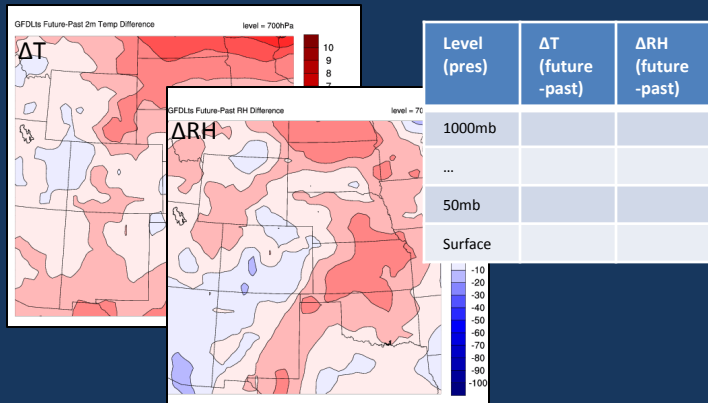 GFDLts Future-Past 2m Temp Difference level = 700hPa
ΔT
10
9
8
GFDLts Future-Past RH Difference level = 70
ΔRH
-10
-20
-30
-40
-50
-60
-70
-80
-90
-100
Level (pres) ΔT (future -past) ΔRH (future -past)
1000mb
...
50mb
Surface